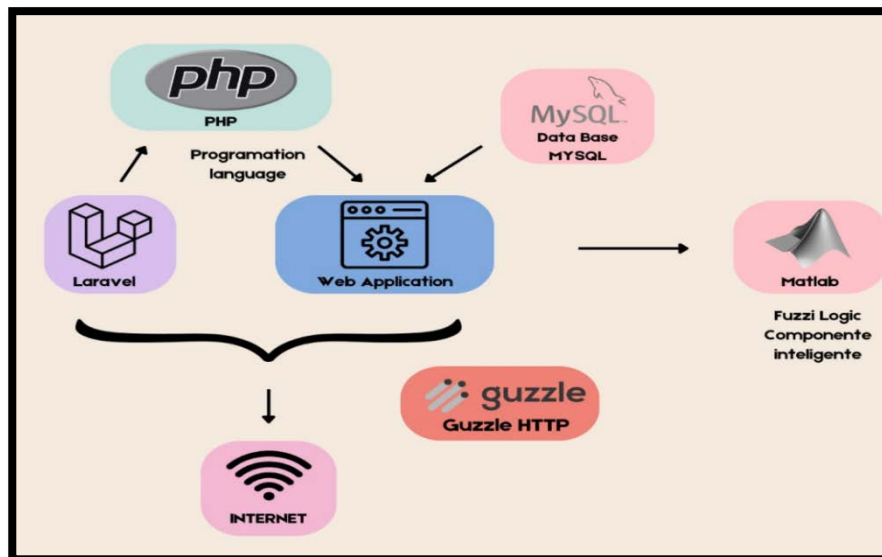 php
PHP
Programation
language
MySQL
Data Base
MYSQL
Laravel
Web Application
Matlab
Fuzzi Logic
Componente
inteligente
guzzle
Guzzle HTTP
INTERNET